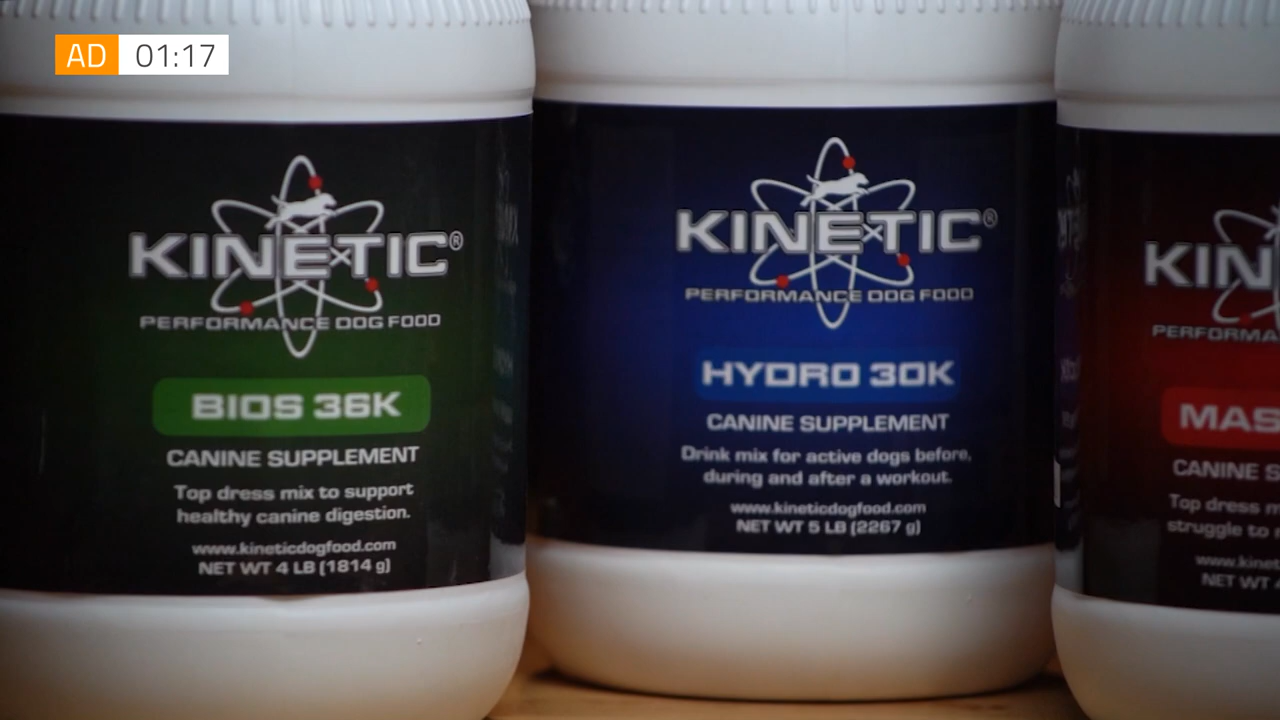 AD 01:17
KINETIC®
PERFORMANCE DOG FOOD
BIOS 36K
CANINE SUPPLEMENT
Top dress mix to support
healthy canine digestion.
www.kineticdogfood.com
NET WT 4 LB (1814 g)
KINETIC®
PERFORMANCE DOG FOOD
HYDRO 30K
CANINE SUPPLEMENT
Drink mix for active dogs before,
during and after a workout.
www.kineticdogfood.com
NET WT 5 LB (2267 g)
KIN
PERFORMA
MAS
CANINE S
Top dress m
struggle to
www.kinet
NET WT